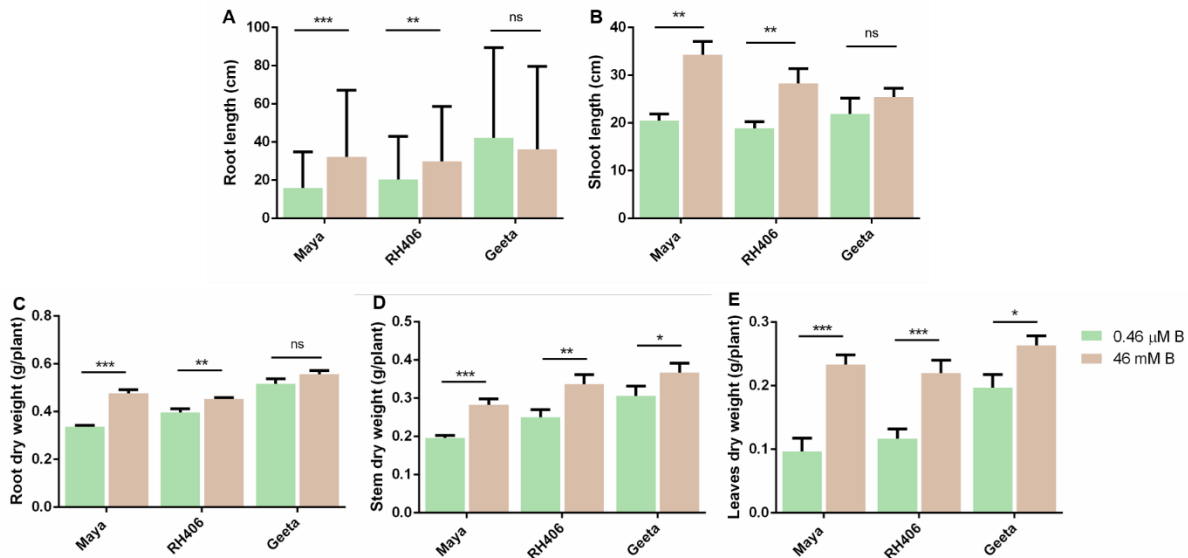 A
Root length (cm)
100
80
60
40
20
0
***
**
ns
Maya
RH406
Geeta
B
Shoot length (cm)
40
30
20
10
0
**
**
ns
Maya
RH406
Geeta
C
Root dry weight (g/plant)
0.8
0.6
0.4
0.2
0.0
***
**
ns
Maya
RH406
Geeta
D
Stem dry weight (g/plant)
0.5
0.4
0.3
0.2
0.1
0.0
***
**
*
Maya
RH406
Geeta
E
Leaves dry weight (g/plant)
0.3
0.2
0.1
0.0
***
***
*
Maya
RH406
Geeta
0.46 µM B
46 mM B